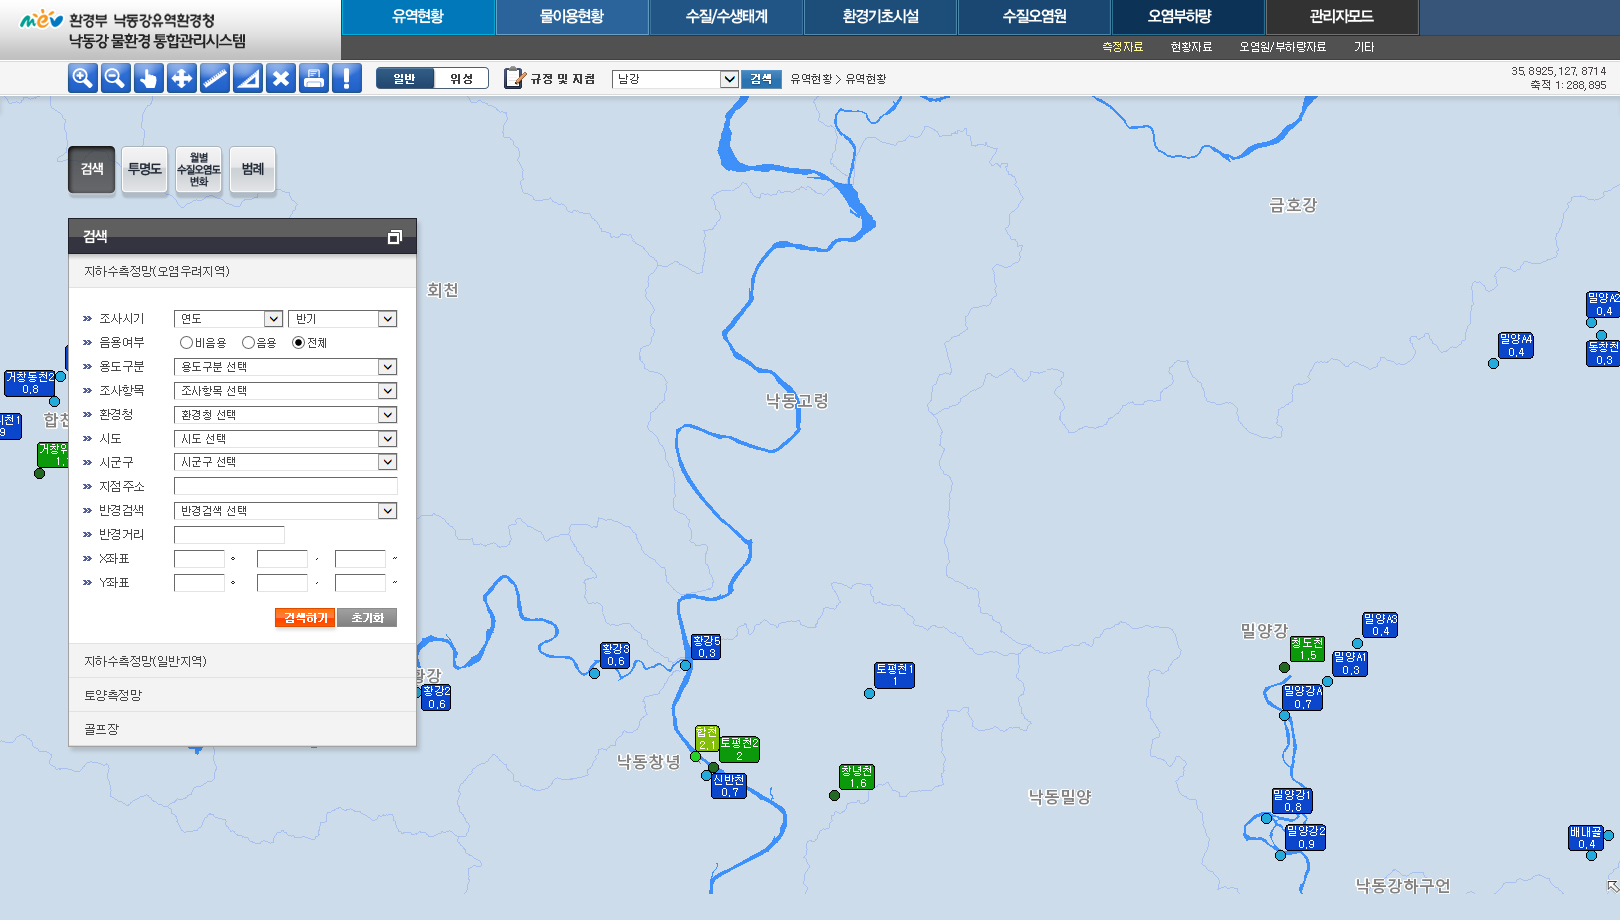 mev 환경부 낙동강유역환경청
낙동강 물환경 통합관리시스템
유역현황 물이용현황 수질/수생태계 환경기초시설 수질오염원 오염부하량 관리자모드
측정자료 현황자료 오염원/부하량자료 기타
일반 위성 규정 및 지침 남강 검색 유역현황 > 유역현황
35,8925,127,8714
축적 1:288,895
검색 투명도 월별 수질오염도 변화 범례
검색
지하수측정망(오염우려지역)
조사시기 연도 반기
음용여부 비음용 음용 전체
용도구분 용도구분 선택
조사항목 조사항목 선택
환경청 환경청 선택
시도 시도 선택
시군구 시군구 선택
지점주소
반경검색 반경검색 선택
반경거리
X좌표
Y좌표
검색하기 초기화
지하수측정망(일반지역)
토양측정망
골프장
금호강
회천
밀양A2
0,4
밀양A4
0,4
동창천
0,3
거창동천2
0,8
합천
9
낙동고령
밀양강
밀양A3
0,4
청도천
1,5
밀양A1
0,3
밀양강A
0,7
황강5
0,3
황강3
0,6
황강
황강2
0,6
토평천1
1
합천
2,1
토평천2
2
신반천
0,7
낙동창녕
창녕천
1,6
낙동밀양
밀양강1
0,8
밀양강2
0,9
배내골
0,4
낙동강하구언